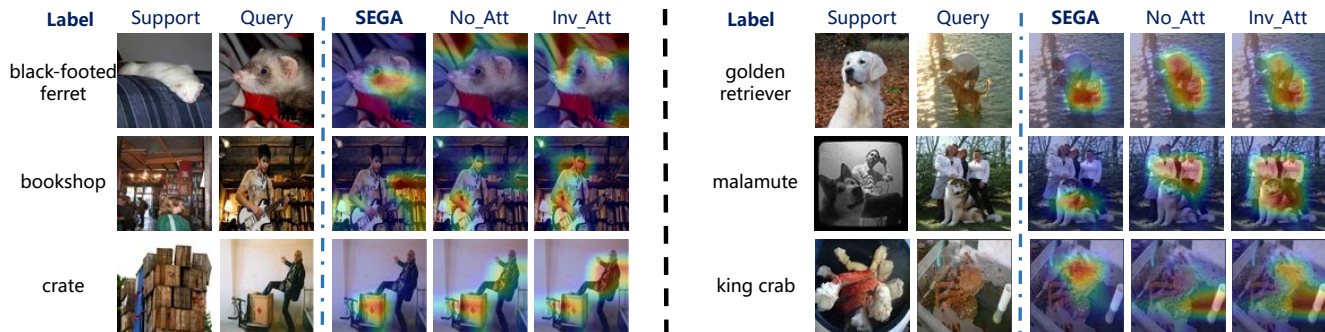 Label Support Query SEGA No_Att Inv_Att
black-footed
ferret
bookshop
crate
Label Support Query SEGA No_Att Inv_Att
golden
retriever
malamute
king crab